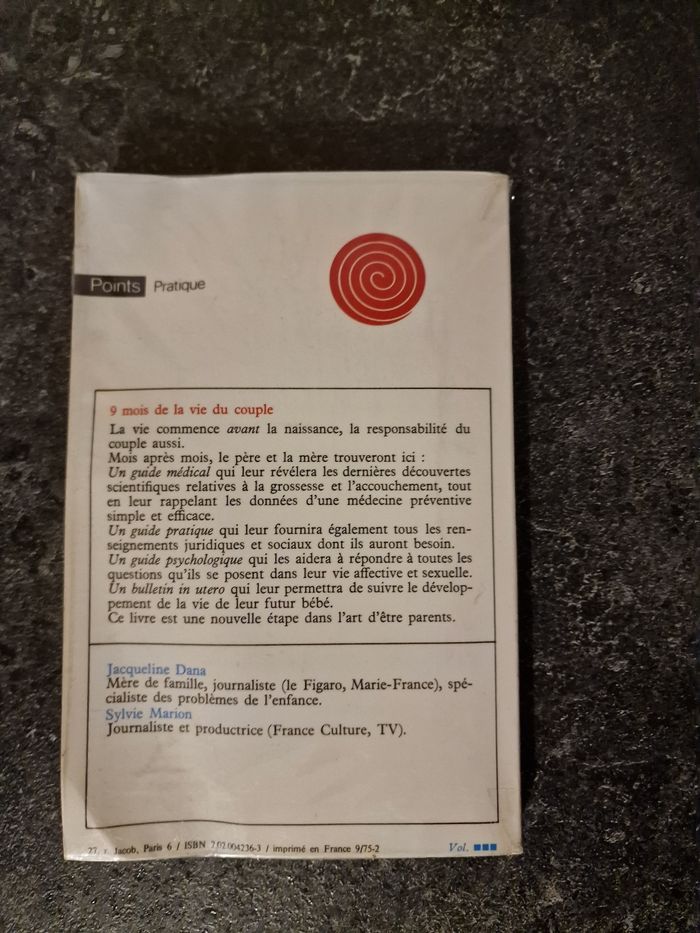 Points Pratique
9 mois de la vie du couple
La vie commence avant la naissance, la responsabilité du
couple aussi.
Mois après mois, le père et la mère trouveront ici :
Un guide médical qui leur révélera les dernières découvertes
scientifiques relatives à la grossesse et l'accouchement, tout
en leur rappelant les données d'une médecine préventive
simple et efficace.
Un guide pratique qui leur fournira également tous les ren-
seignements juridiques et sociaux dont ils auront besoin.
Un guide psychologique qui les aidera à répondre à toutes les
questions qu'ils se posent dans leur vie affective et sexuelle.
Un bulletin in utero qui leur permettra de suivre le dévelop-
pement de la vie de leur futur bébé.
Ce livre est une nouvelle étape dans l'art d'être parents.
Jacqueline Dana
Mère de famille, journaliste (le Figaro, Marie-France), spé-
cialiste des problèmes de l'enfance.
Sylvie Marion
Journaliste et productrice (France Culture, TV).
27, r. Jacob, Paris 6 / ISBN 2.02.004236-3 / imprimé en France 9/75-2 Vol.